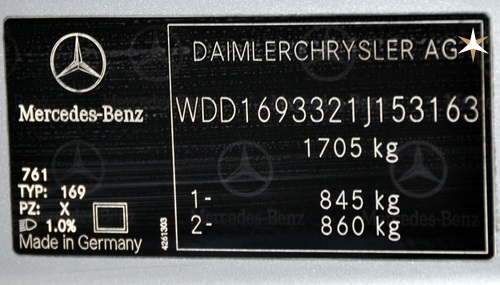 Mercedes-Benz
761
TYP: 169
PZ: X
1.0%
Made in Germany
4261303
DAIMLERCHRYSLER AG
WDD1693321J153163
1705 kg
1- 845 kg
2- 860 kg